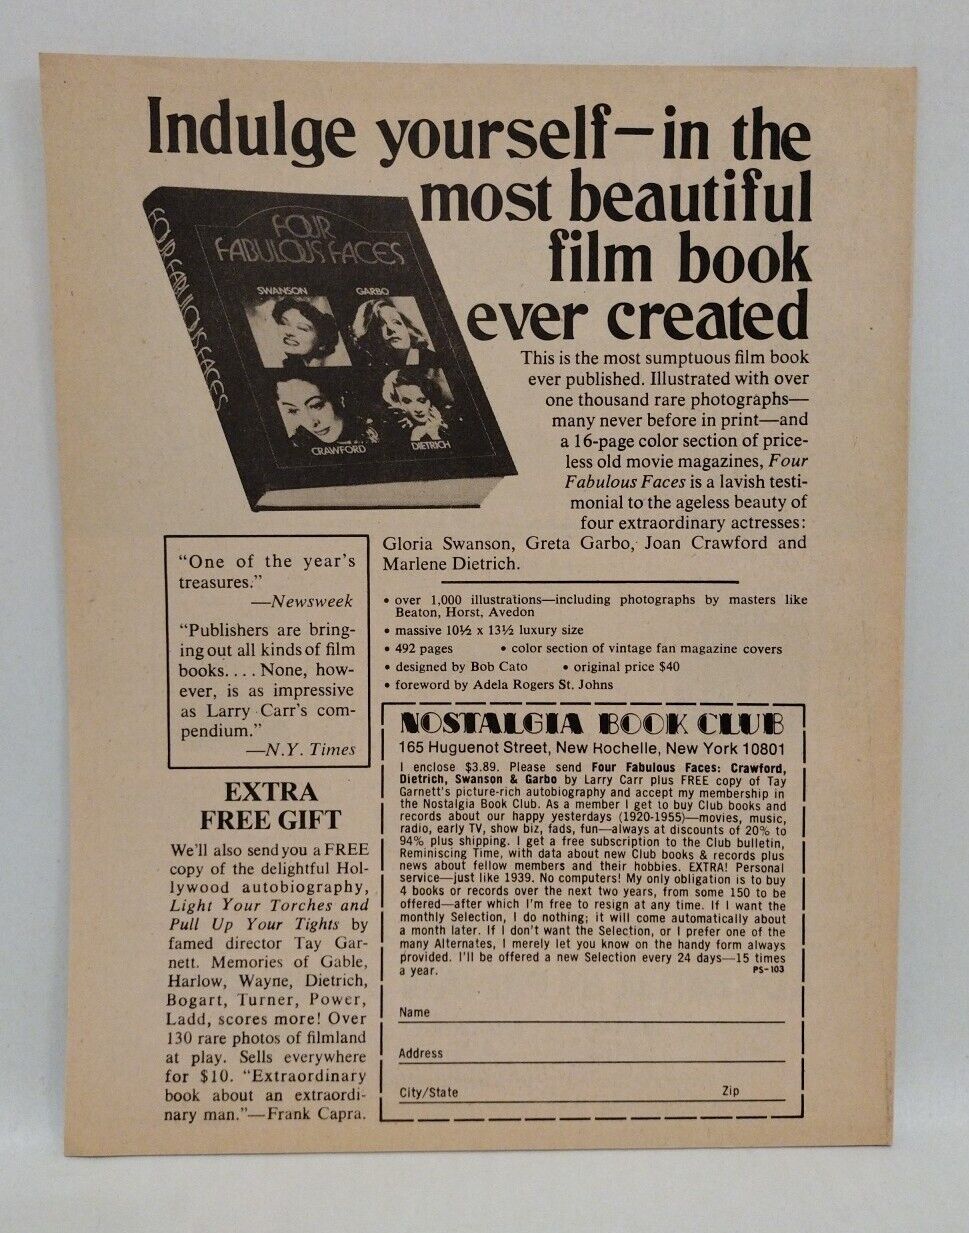 Indulge yourself—in the
most beautiful
film book
ever created
FOUR FABULOUS FACES
FOUR
FABULOUS FACES
SWANSON
GARBO
CRAWFORD
DIETRICH
This is the most sumptuous film book
ever published. Illustrated with over
one thousand rare photographs—
many never before in print—and
a 16-page color section of price-
less old movie magazines, Four
Fabulous Faces is a lavish testi-
monial to the ageless beauty of
four extraordinary actresses:
Gloria Swanson, Greta Garbo, Joan Crawford and
Marlene Dietrich.
• over 1,000 illustrations—including photographs by masters like
Beaton, Horst, Avedon
• massive 10½ x 13½ luxury size
• 492 pages • color section of vintage fan magazine covers
• designed by Bob Cato • original price $40
• foreword by Adela Rogers St. Johns
"One of the year's
treasures."
—Newsweek
"Publishers are bring-
ing out all kinds of film
books.... None, how-
ever, is as impressive
as Larry Carr's com-
pendium."
—N.Y. Times
EXTRA
FREE GIFT
We'll also send you a FREE
copy of the delightful Hol-
lywood autobiography,
Light Your Torches and
Pull Up Your Tights by
famed director Tay Gar-
nett. Memories of Gable,
Harlow, Wayne, Dietrich,
Bogart, Turner, Power,
Ladd, scores more! Over
130 rare photos of filmland
at play. Sells everywhere
for $10. "Extraordinary
book about an extraordi-
nary man."—Frank Capra.
NOSTALGIA BOOK CLUB
165 Huguenot Street, New Rochelle, New York 10801
I enclose $3.89. Please send Four Fabulous Faces: Crawford,
Dietrich, Swanson & Garbo by Larry Carr plus FREE copy of Tay
Garnett's picture-rich autobiography and accept my membership in
the Nostalgia Book Club. As a member I get to buy Club books and
records about our happy yesterdays (1920-1955)—movies, music,
radio, early TV, show biz, fads, fun—always at discounts of 20% to
94% plus shipping. I get a free subscription to the Club bulletin,
Reminiscing Time, with data about new Club books & records plus
news about fellow members and their hobbies. EXTRA! Personal
service—just like 1939. No computers! My only obligation is to buy
4 books or records over the next two years, from some 150 to be
offered—after which I'm free to resign at any time. If I want the
monthly Selection, I do nothing; it will come automatically about
a month later. If I don't want the Selection, or I prefer one of the
many Alternates, I merely let you know on the handy form always
provided. I'll be offered a new Selection every 24 days—15 times
a year. PS-103
Name
Address
City/State Zip